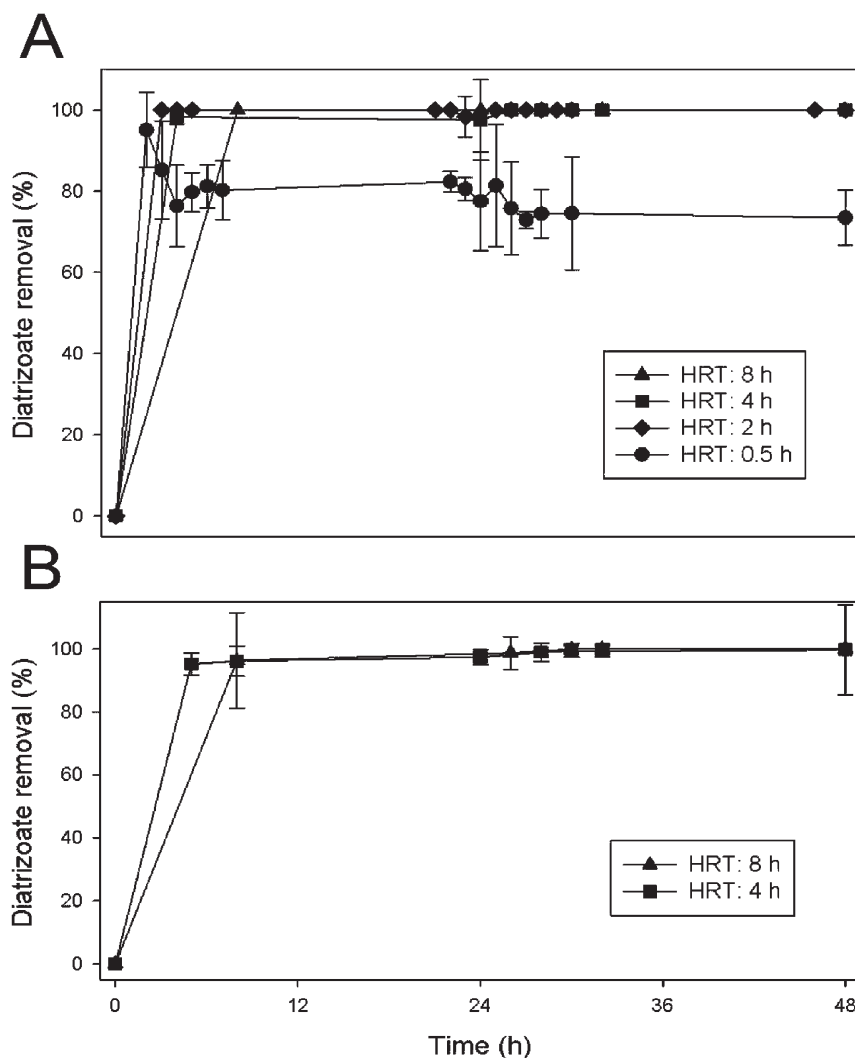 A
Diatrizoate removal (%)
100
80
60
40
20
0
HRT: 8 h
HRT: 4 h
HRT: 2 h
HRT: 0.5 h
B
Diatrizoate removal (%)
100
80
60
40
20
0
HRT: 8 h
HRT: 4 h
0 12 24 36 48
Time (h)